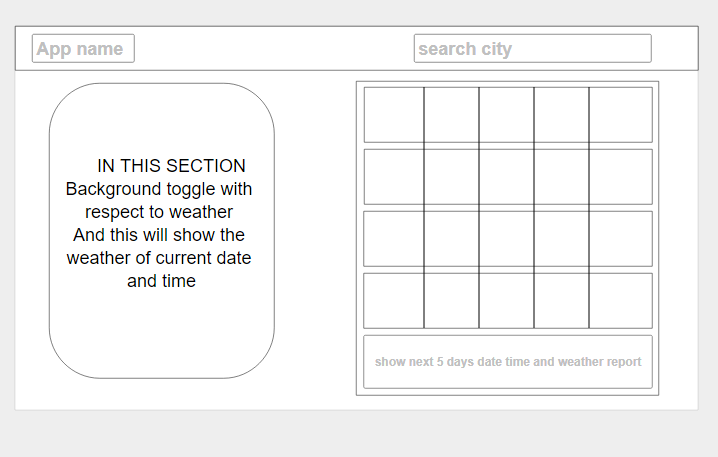 App name
search city
IN THIS SECTION
Background toggle with
respect to weather
And this will show the
weather of current date
and time
show next 5 days date time and weather report